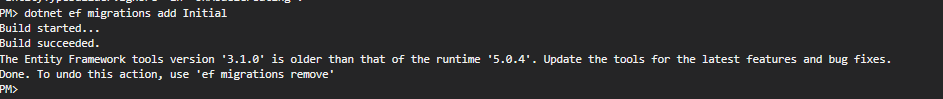 PM> dotnet ef migrations add Initial
Build started...
Build succeeded.
The Entity Framework tools version '3.1.0' is older than that of the runtime '5.0.4'. Update the tools for the latest features and bug fixes.
Done. To undo this action, use 'ef migrations remove'
PM>